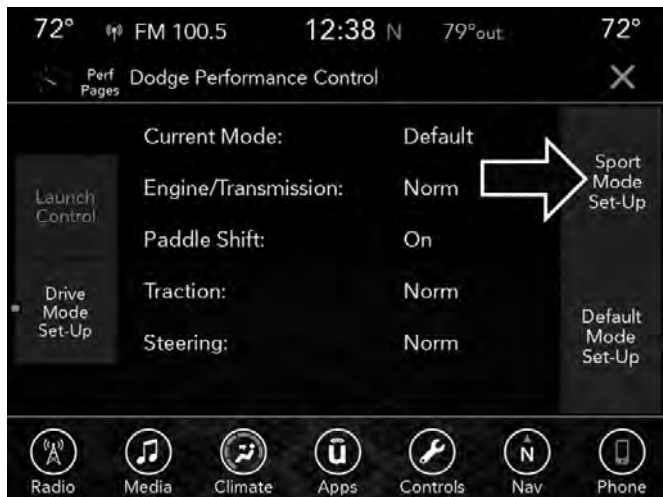 72° FM 100.5 12:38 N 79°out 72°
Perf
Pages
Dodge Performance Control
Current Mode: Default
Engine/Transmission: Norm
Paddle Shift: On
Traction: Norm
Steering: Norm
Launch
Control
Drive
Mode
Set-Up
Sport
Mode
Set-Up
Default
Mode
Set-Up
ū
N
Radio Media Climate Apps Controls Nav Phone